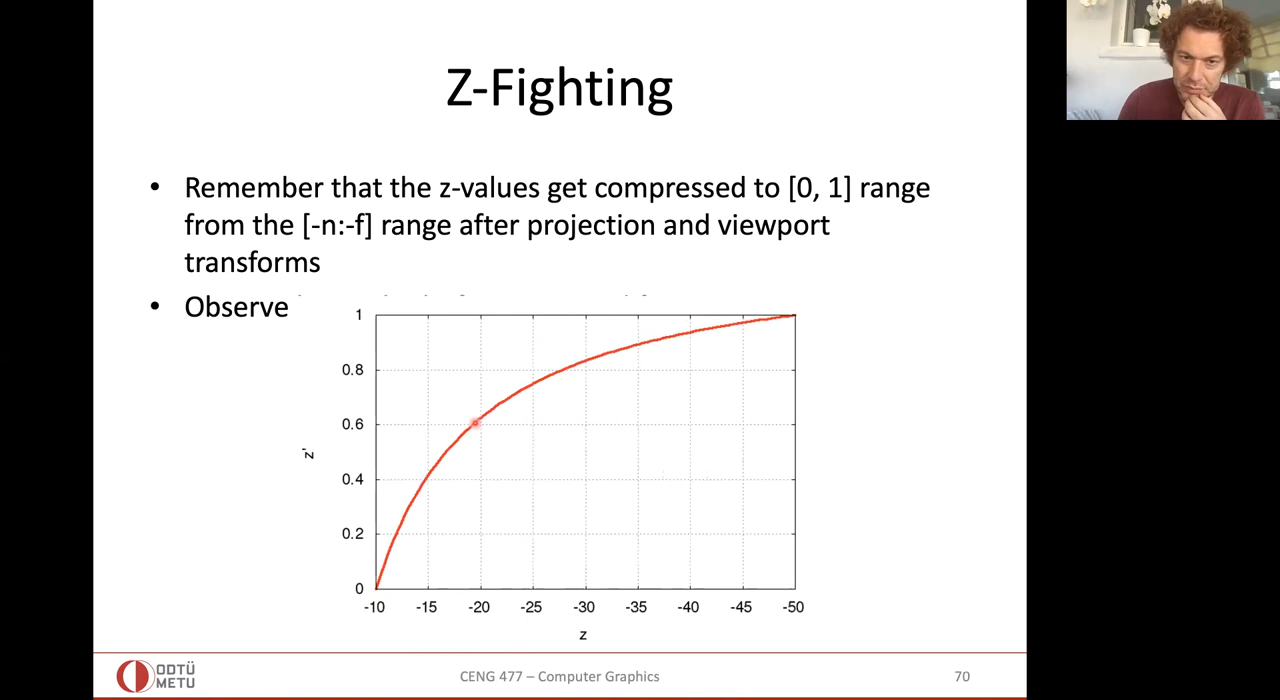 Z-Fighting
• Remember that the z-values get compressed to [0, 1] range
from the [-n:-f] range after projection and viewport
transforms
• Observe
1
0.8
0.6
0.4
0.2
0
z'
-10 -15 -20 -25 -30 -35 -40 -45 -50
z
ODTÜ
METU
CENG 477 – Computer Graphics
70